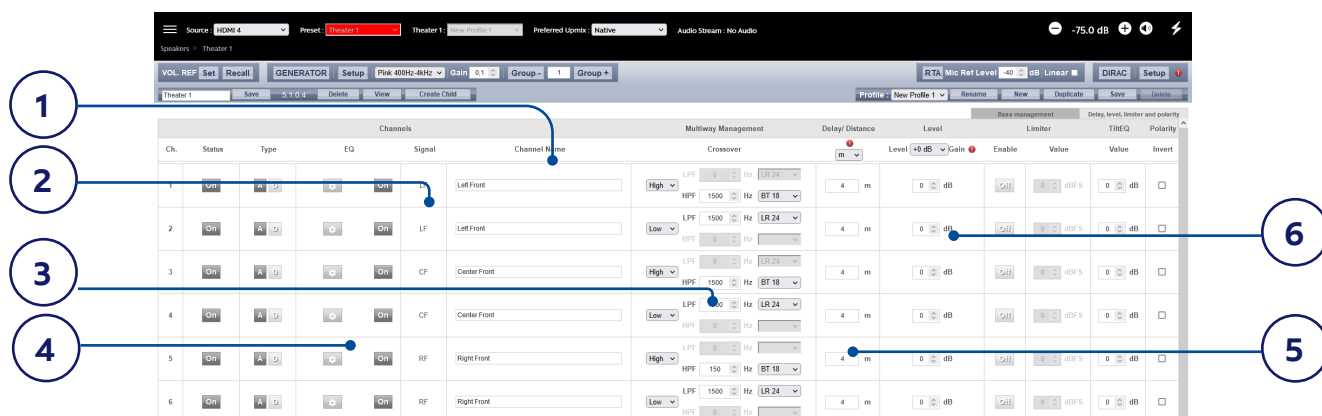 Source : HDMI 4 Preset : Theater 1 Theater 1 : New Profile 1 Preferred Upmix : Native Audio Stream : No Audio -75.0 dB
Speakers > Theater 1
VOL. REF Set Recall GENERATOR Setup Pink 400Hz-4kHz Gain 0,1 Group - 1 Group + RTA Mic Ref Level -40 dB Linear DIRAC Setup
Theater 1 Save 5.1.0.4 Delete View Create Child Profile : New Profile 1 Rename New Duplicate Save Delete
1
Bass management Delay, level, limiter and polarity
Channels Multiway Management Delay/ Distance Level Limiter TiltEQ Polarity
Ch. Status Type EQ Signal Channel Name Crossover m Level +0 dB Gain Enable Value Value Invert
2
LPF 0 Hz LR 24
1 On A D On Left Front High 4 m 0 dB Off 0 dBFS 0 dB
HPF 1500 Hz BT 18
LPF 1500 Hz LR 24
2 On A D On LF Left Front Low 4 m 0 dB Off 0 dBFS 0 dB
HPF 0 Hz
6
3
LPF 0 Hz LR 24
3 On A D On CF Center Front High 4 m 0 dB Off 0 dBFS 0 dB
HPF 1500 Hz BT 18
LPF Hz LR 24
4 On A D On CF Center Front Low 4 m 0 dB Off 0 dBFS 0 dB
HPF 0 Hz
4
5
LPF 0 Hz
5 On A D On RF Right Front High 4 m 0 dB Off 0 dBFS 0 dB
HPF 150 Hz BT 18
LPF 1500 Hz LR 24
6 On A D On RF Right Front Low 4 m 0 dB Off 0 dBFS 0 dB
HPF 0 Hz